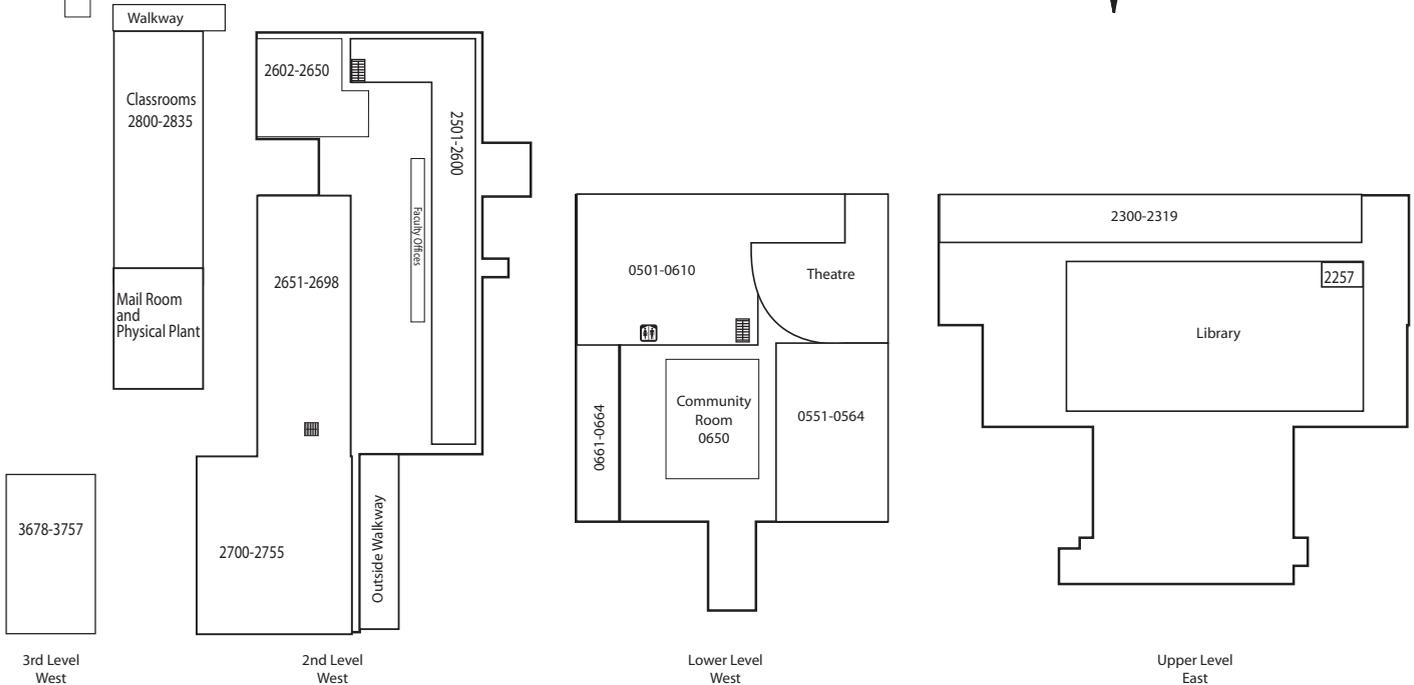 Walkway
Classrooms
2800-2835
Mail Room
and
Physical Plant
3678-3757
3rd Level
West
2602-2650
2501-2600
Faculty Offices
2651-2698
2700-2755
Outside Walkway
2nd Level
West
0501-0610
Theatre
Community
Room
0650
0661-0664
0551-0564
Lower Level
West
2300-2319
2257
Library
Upper Level
East